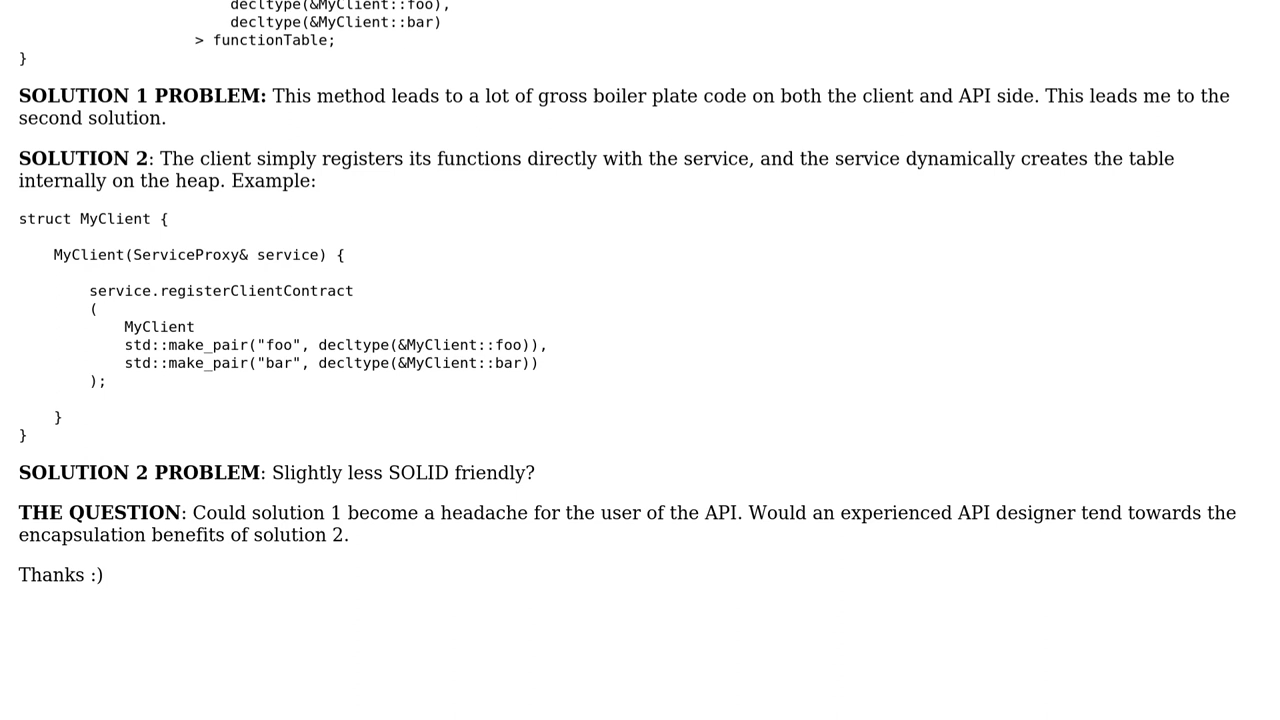 decltype(&MyClient::foo),
decltype(&MyClient::bar)
> functionTable;
}
SOLUTION 1 PROBLEM: This method leads to a lot of gross boiler plate code on both the client and API side. This leads me to the
second solution.
SOLUTION 2: The client simply registers its functions directly with the service, and the service dynamically creates the table
internally on the heap. Example:
struct MyClient {
MyClient(ServiceProxy& service) {
service.registerClientContract
(
MyClient
std::make_pair("foo", decltype(&MyClient::foo)),
std::make_pair("bar", decltype(&MyClient::bar))
);
}
}
SOLUTION 2 PROBLEM: Slightly less SOLID friendly?
THE QUESTION: Could solution 1 become a headache for the user of the API. Would an experienced API designer tend towards the
encapsulation benefits of solution 2.
Thanks :)